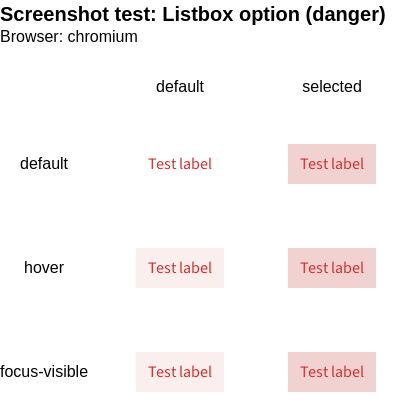 Screenshot test: Listbox option (danger)
Browser: chromium
default selected
default Test label Test label
hover Test label Test label
focus-visible Test label Test label